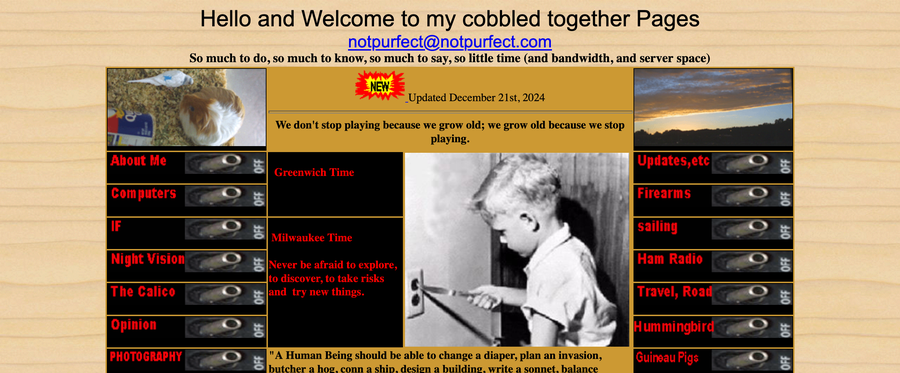 Hello and Welcome to my cobbled together Pages
notpurfect@notpurfect.com
So much to do, so much to know, so much to say, so little time (and bandwidth, and server space)
NEW Updated December 21st, 2024
We don't stop playing because we grow old; we grow old because we stop
playing.
About Me OFF
Computers OFF
IF OFF
Night Vision OFF
The Calico OFF
Opinion OFF
PHOTOGRAPHY OFF
Greenwich Time
Milwaukee Time
Never be afraid to explore,
to discover, to take risks
and try new things.
"A Human Being should be able to change a diaper, plan an invasion,
butcher a hog, conn a ship, design a building, write a sonnet, balance
Updates,etc OFF
Firearms OFF
sailing OFF
Ham Radio OFF
Travel, Road OFF
Hummingbird OFF
Guineau Pigs OFF